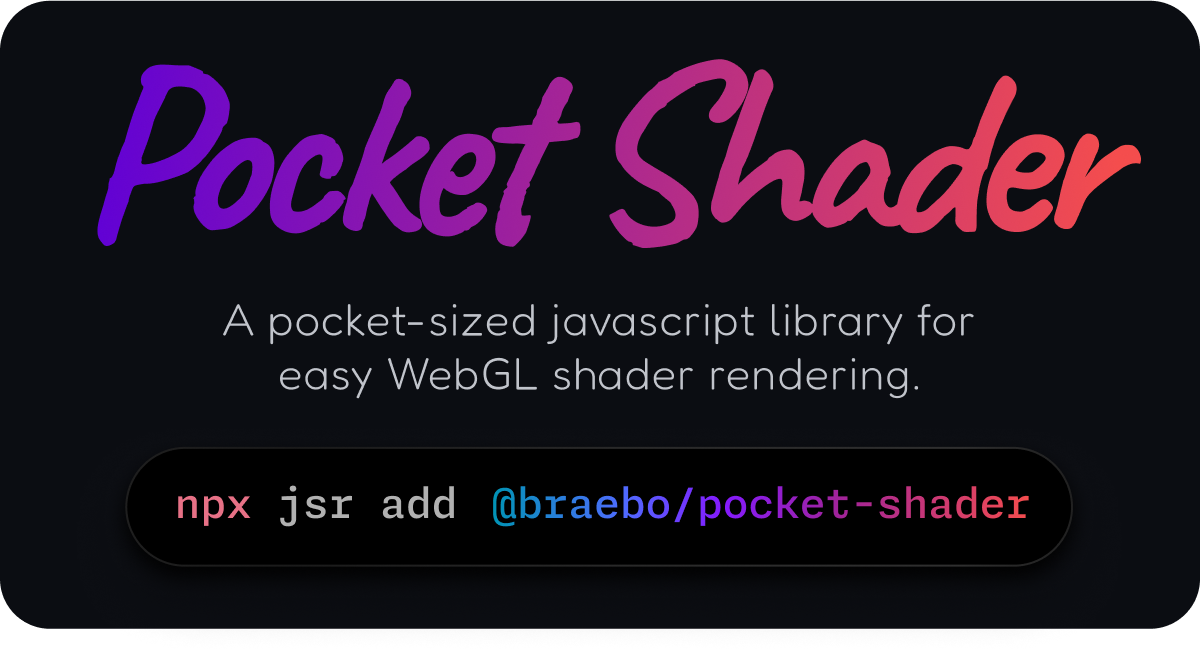 Pocket Shader
A pocket-sized javascript library for
easy WebGL shader rendering.
npx jsr add @braebo/pocket-shader